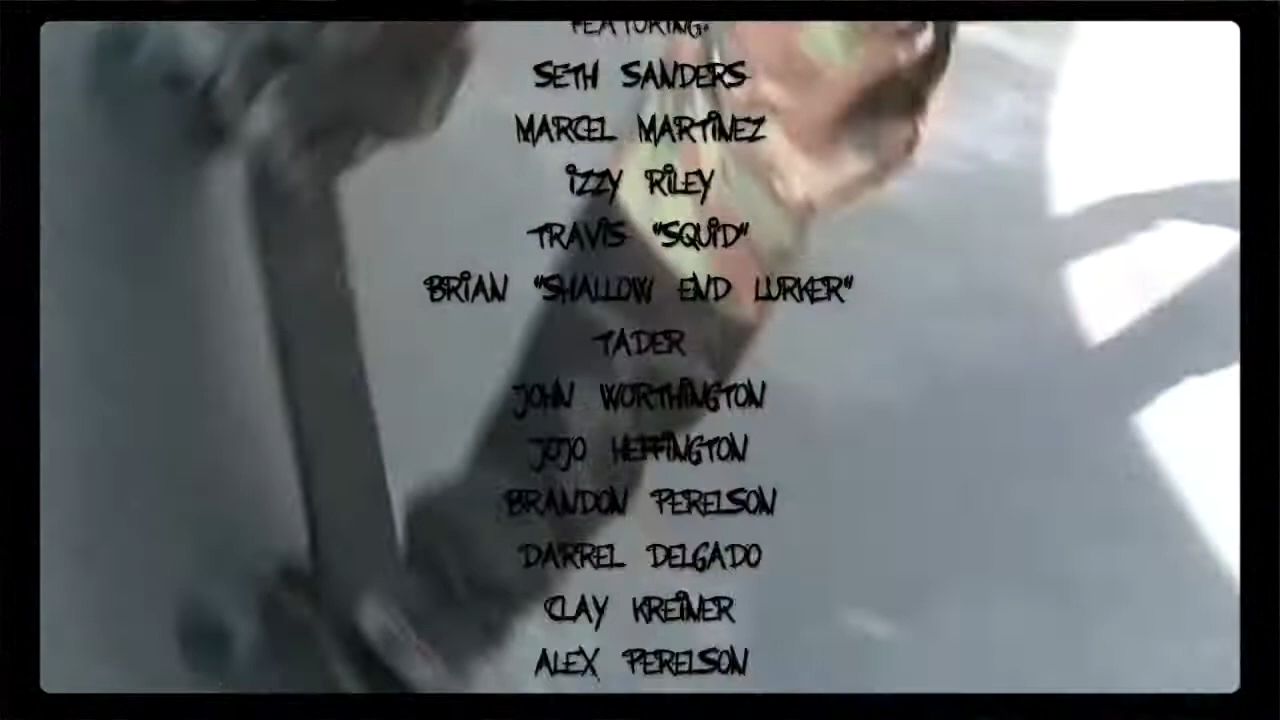 FEATURING:
SETH SANDERS
MARCEL MARTINEZ
IZZY RILEY
TRAVIS "SQUID"
BRIAN "SHALLOW END LURKER"
TADER
JOHN WORTHINGTON
JOJO HEFFINGTON
BRANDON PERELSON
DARREL DELGADO
CLAY KREINER
ALEX PERELSON